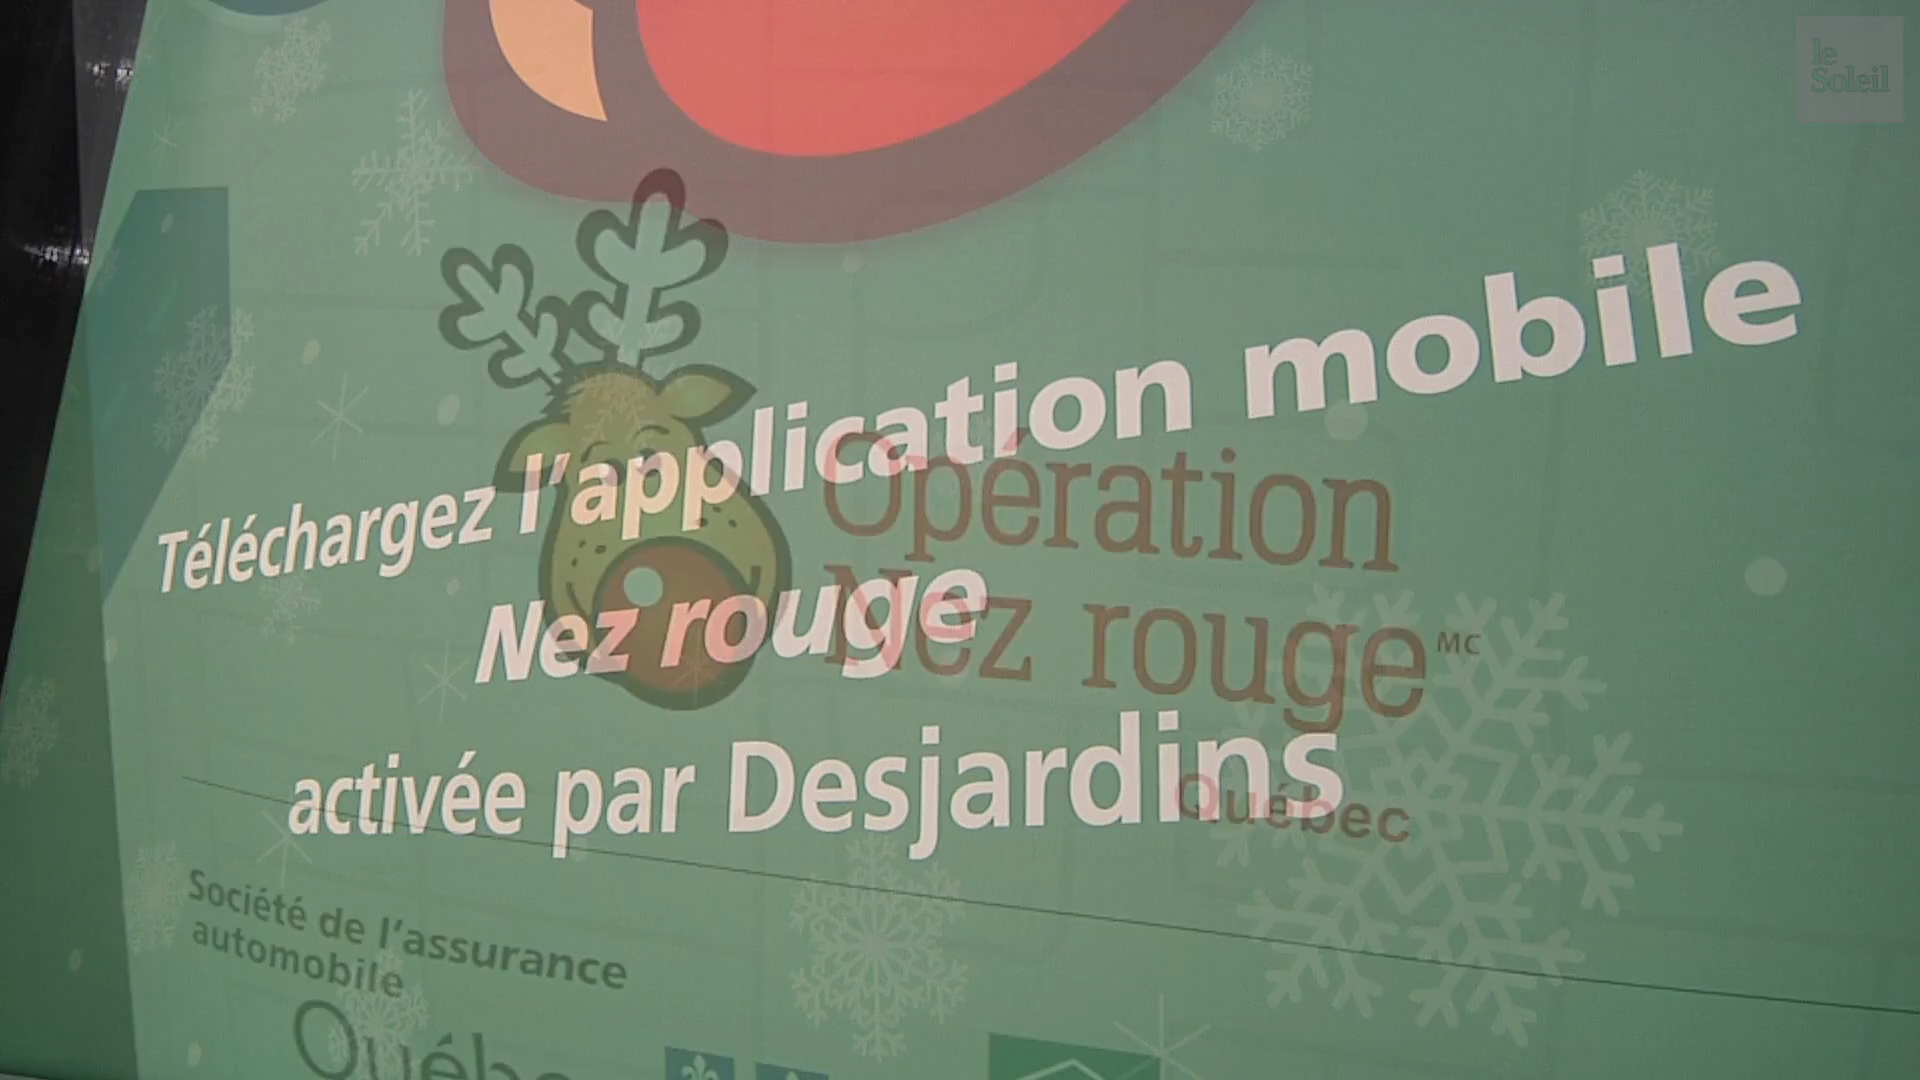 le
Soleil
Téléchargez l'application mobile
Nez rouge
activée par Desjardins
Opération
Nez rouge MC
Québec
Société de l'assurance
automobile
Québec